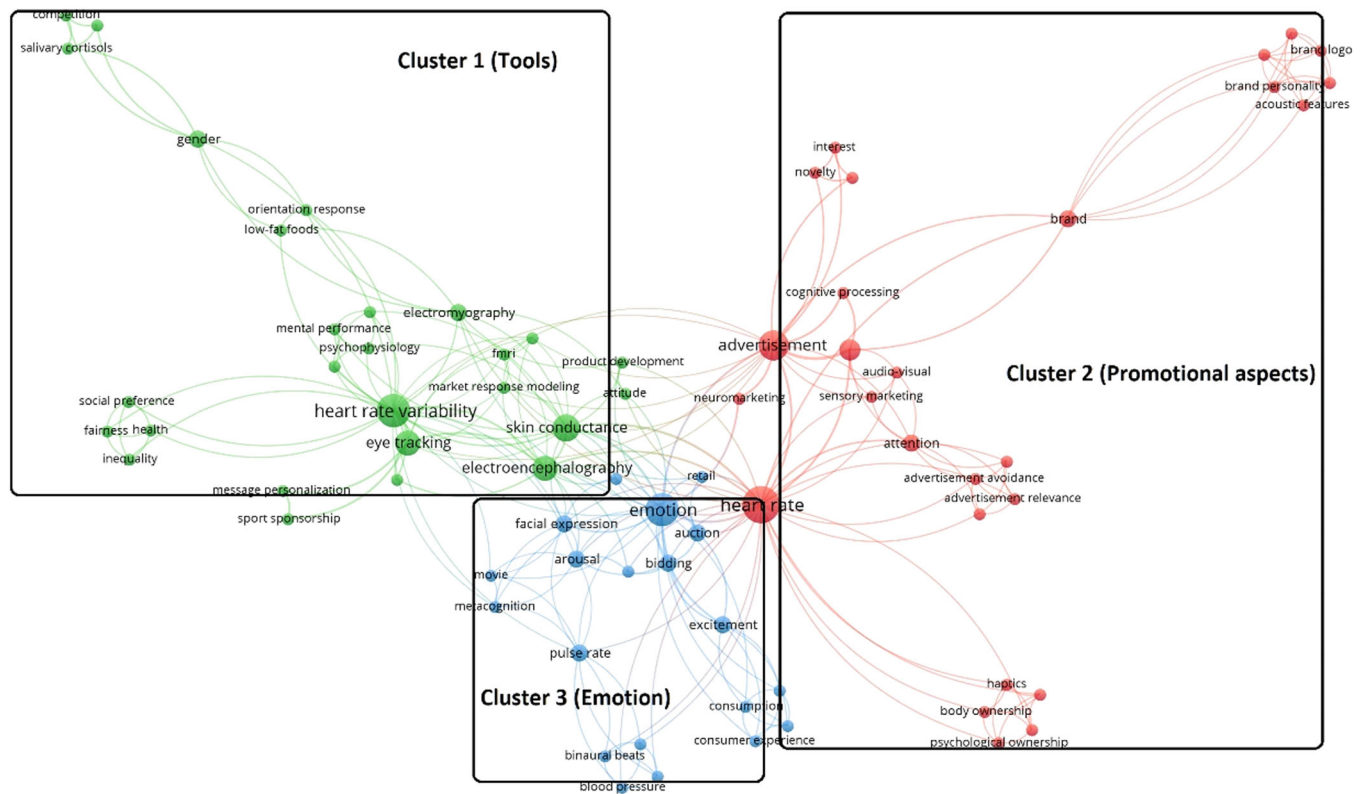 competition
salivary cortisols
Cluster 1 (Tools)
gender
orientation response
low-fat foods
electromyography
mental performance
psychophysiology
fmri
product development
market response modeling
attitude
social preference
heart rate variability
fairness
health
eye tracking
skin conductance
inequality
electroencephalography
message personalization
sport sponsorship
brang logo
brand personality
acoustic features
interest
novelty
brand
cognitive processing
advertisement
audio-visual
Cluster 2 (Promotional aspects)
neuromarketing
sensory marketing
attention
advertisement avoidance
advertisement relevance
heart rate
haptics
body ownership
psychological ownership
retail
emotion
facial expression
auction
arousal
bidding
movie
metacognition
excitement
pulse rate
Cluster 3 (Emotion)
consumption
consumer experience
binaural beats
blood pressure